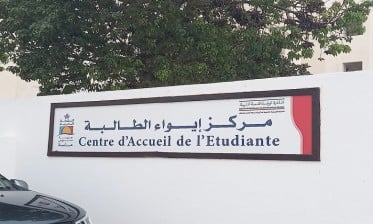 مركز إيواء الطالبة
Centre d'Accueil de l'Etudiante